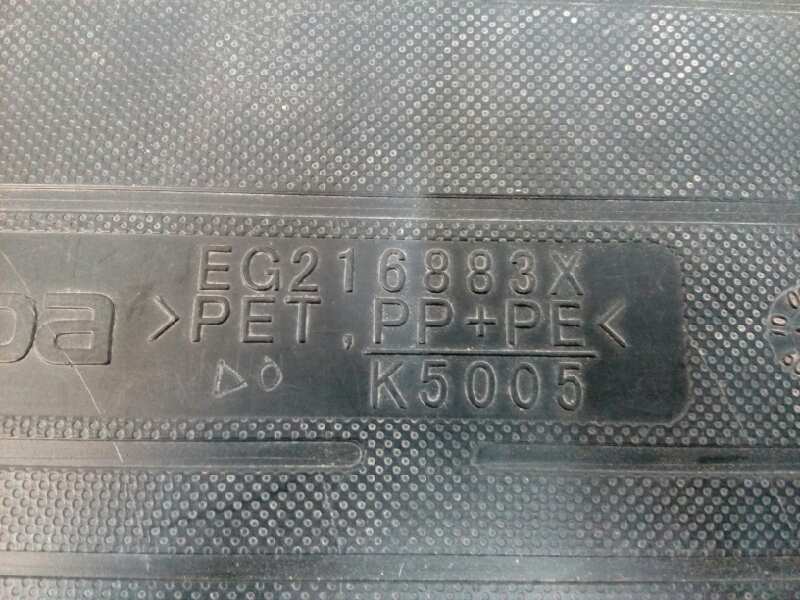 EG216883X
>PET, PP+PE<
K5005